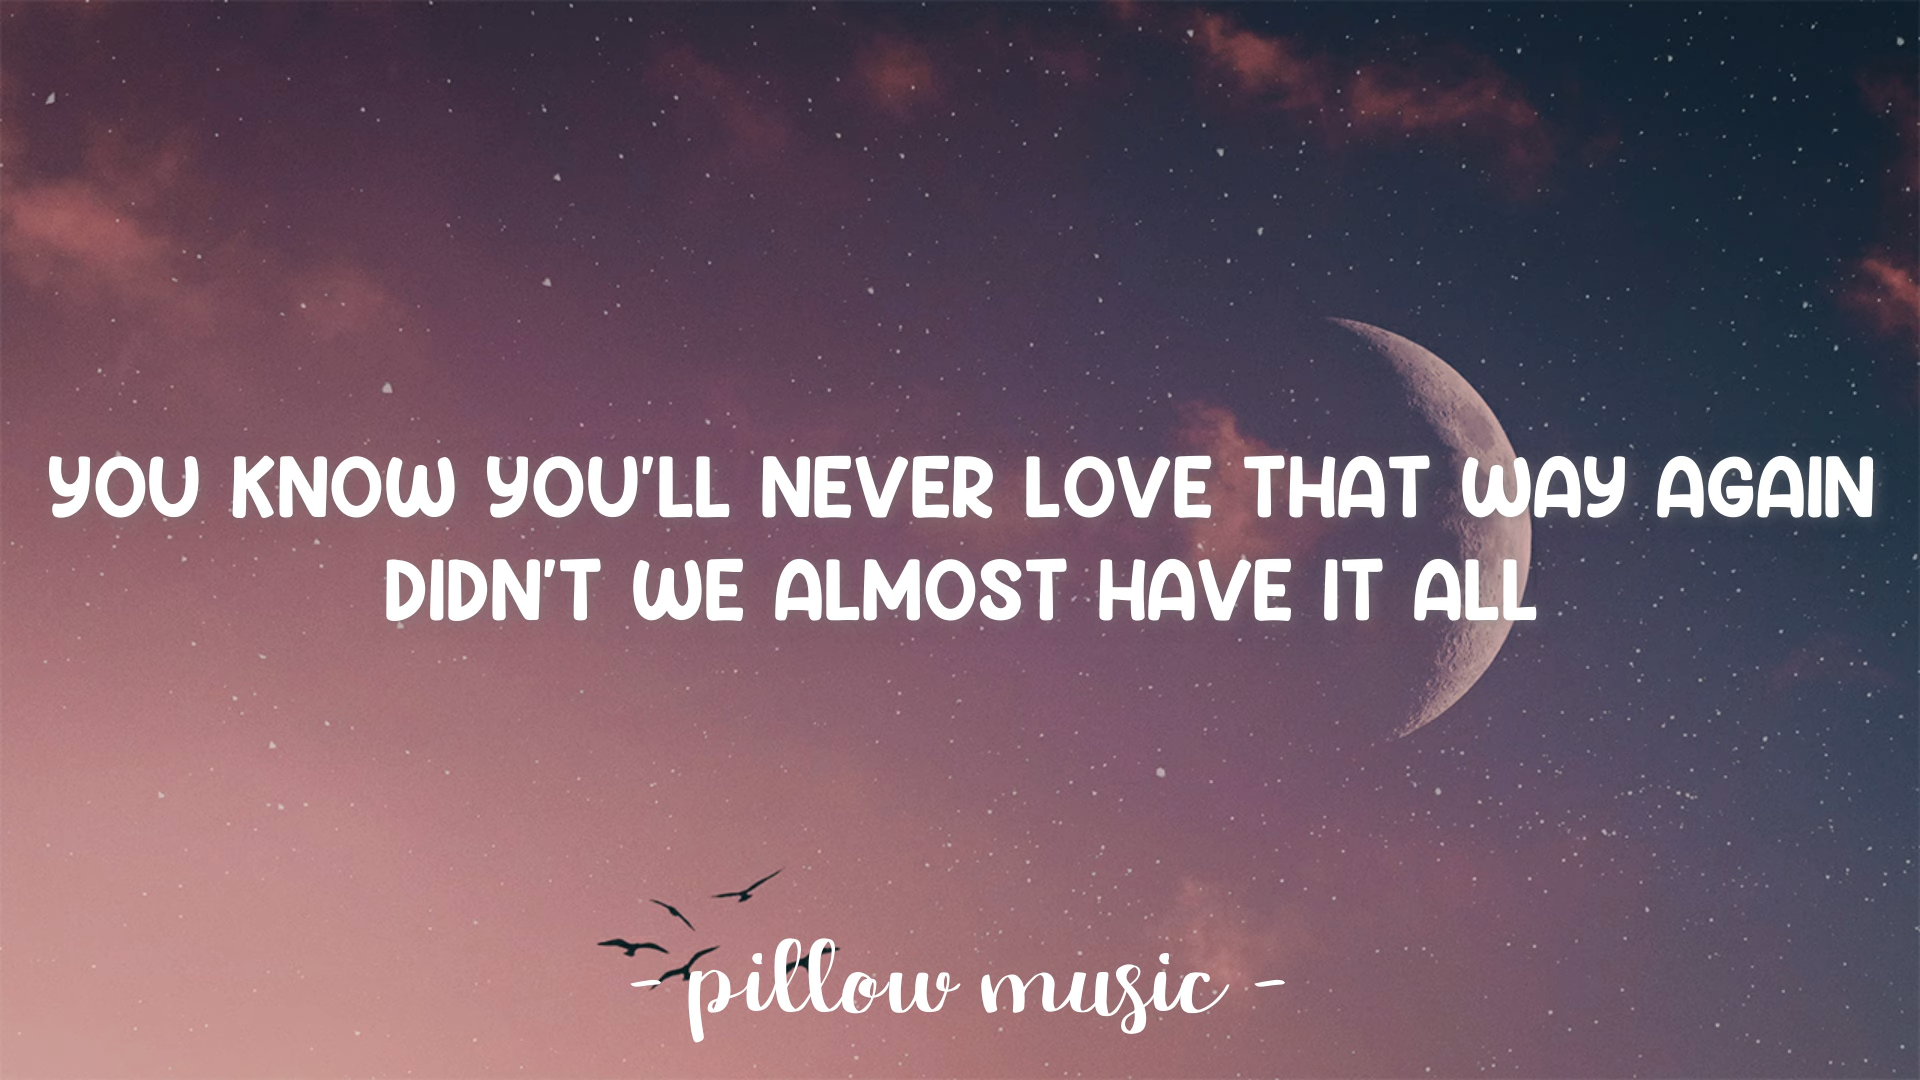 YOU KNOW YOU'LL NEVER LOVE THAT WAY AGAIN
DIDN'T WE ALMOST HAVE IT ALL
- pillow music -